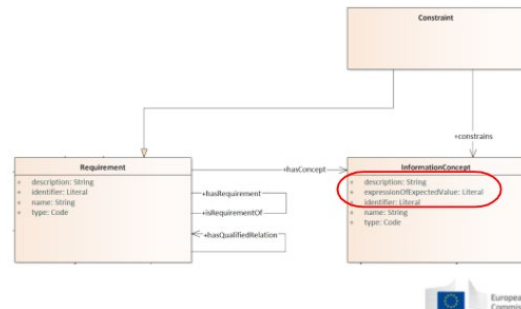 Constraint
+constrains
Requirement
+ description: String
+ identifier: Literal
+ name: String
+ type: Code
+hasConcept
+hasRequirement
+isRequirementOf
+hasQualifiedRelation
InformationConcept
+ description: String
+ expressionOfExpectedValue: Literal
+ identifier: Literal
+ name: String
+ type: Code